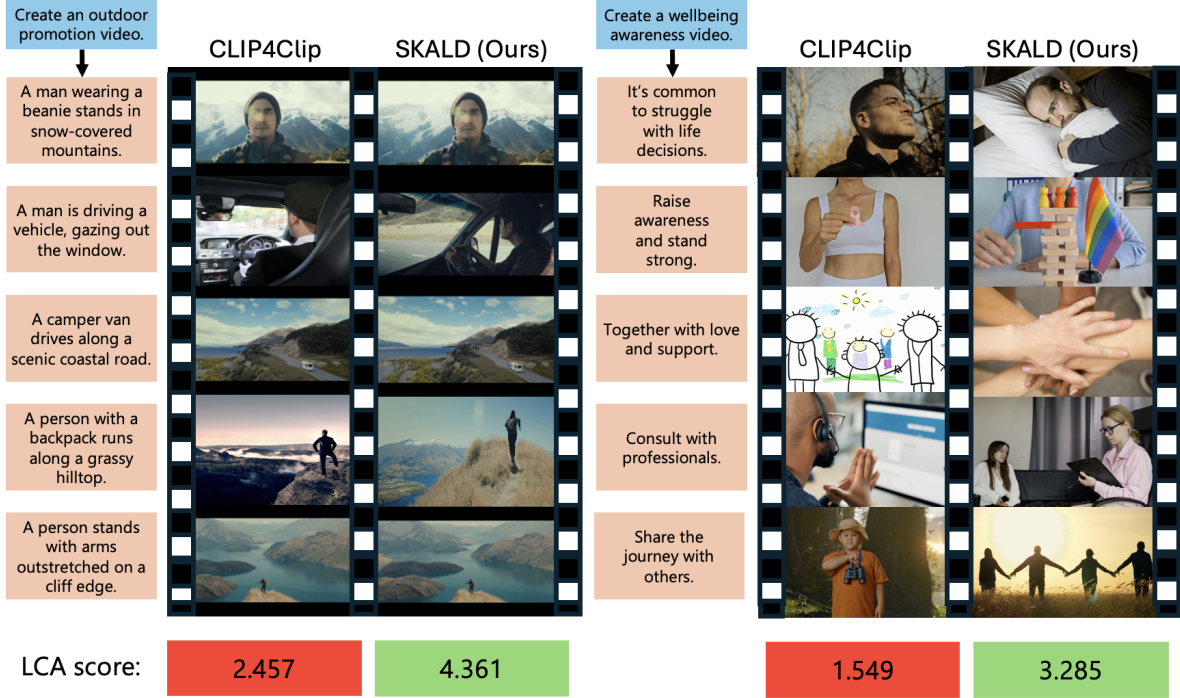 Create an outdoor
promotion video.
CLIP4Clip
SKALD (Ours)
A man wearing a
beanie stands in
snow-covered
mountains.
A man is driving a
vehicle, gazing out
the window.
A camper van
drives along a
scenic coastal road.
A person with a
backpack runs
along a grassy
hilltop.
A person stands
with arms
outstretched on a
cliff edge.
LCA score:
2.457
4.361
Create a wellbeing
awareness video.
CLIP4Clip
SKALD (Ours)
It's common
to struggle
with life
decisions.
Raise
awareness
and stand
strong.
Together with love
and support.
Consult with
professionals.
Share the
journey with
others.
1.549
3.285